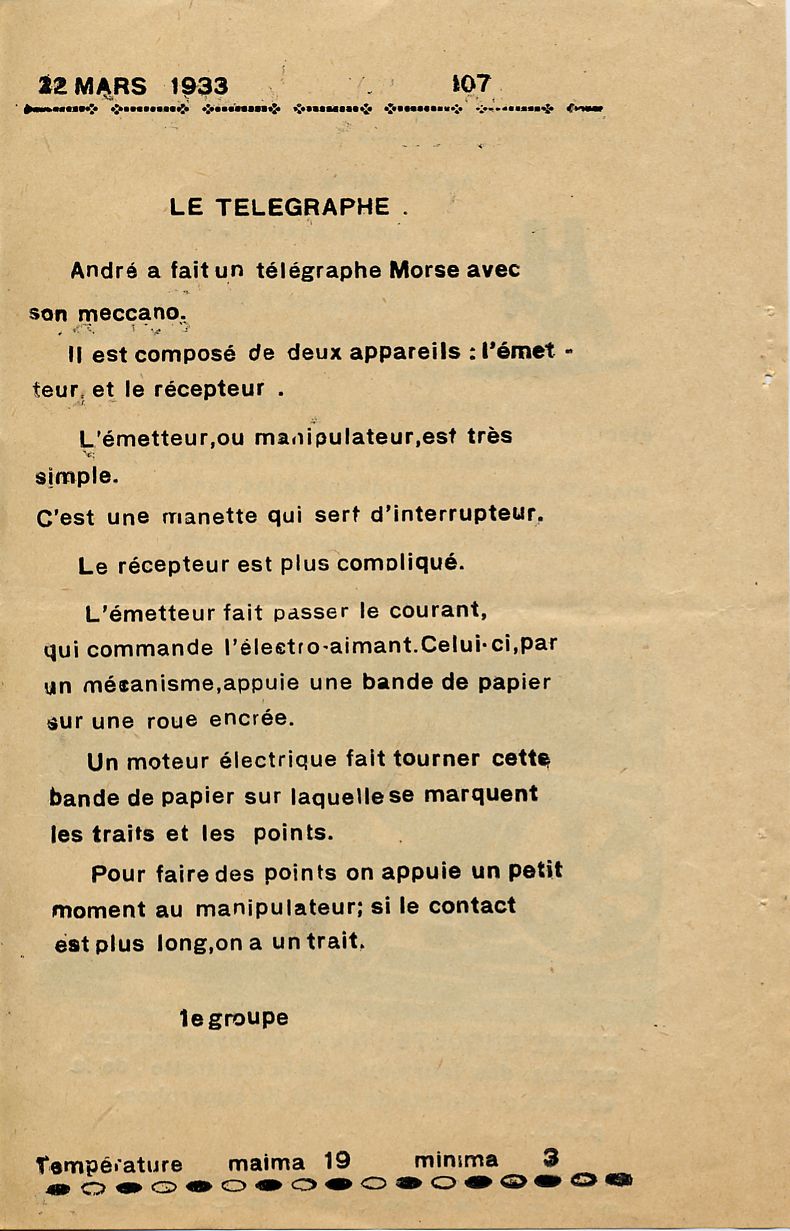 22 MARS 1933 107
LE TELEGRAPHE .
André a fait un télégraphe Morse avec
son meccano.
Il est composé de deux appareils : l'émet -
teur, et le récepteur .
L'émetteur,ou manipulateur,est très
simple.
C'est une manette qui sert d'interrupteur.
Le récepteur est plus compliqué.
L'émetteur fait passer le courant,
qui commande l'électro-aimant.Celui-ci,par
un mécanisme,appuie une bande de papier
sur une roue encrée.
Un moteur électrique fait tourner cette
bande de papier sur laquelle se marquent
les traits et les points.
Pour faire des points on appuie un petit
moment au manipulateur; si le contact
est plus long,on a un trait.
1e groupe
Température maima 19 minima 3